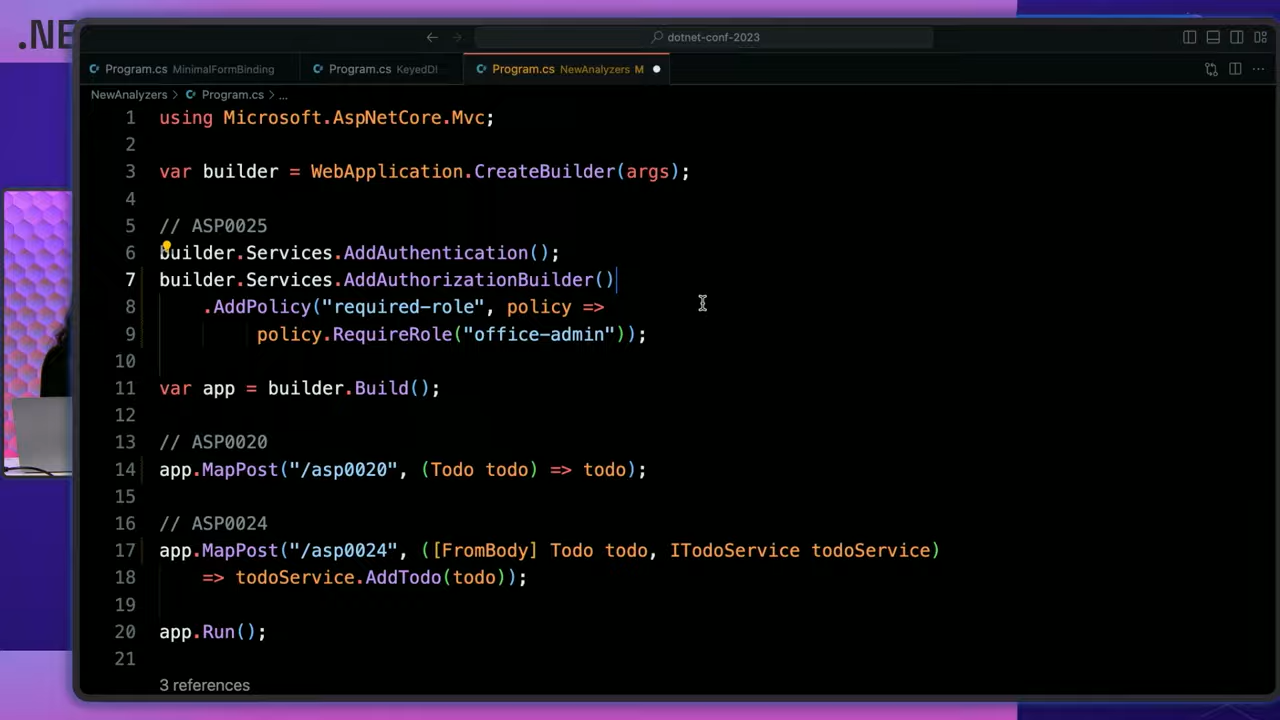 .NE
dotnet-conf-2023
Program.cs MinimalFormBinding
Program.cs KeyedDI
Program.cs NewAnalyzers M
NewAnalyzers > Program.cs > ...
1 using Microsoft.AspNetCore.Mvc;
2
3 var builder = WebApplication.CreateBuilder(args);
4
5 // ASP0025
6 builder.Services.AddAuthentication();
7 builder.Services.AddAuthorizationBuilder()
8 .AddPolicy("required-role", policy =>
9 policy.RequireRole("office-admin"));
10
11 var app = builder.Build();
12
13 // ASP0020
14 app.MapPost("/asp0020", (Todo todo) => todo);
15
16 // ASP0024
17 app.MapPost("/asp0024", ([FromBody] Todo todo, ITodoService todoService)
18 => todoService.AddTodo(todo));
19
20 app.Run();
21
3 references